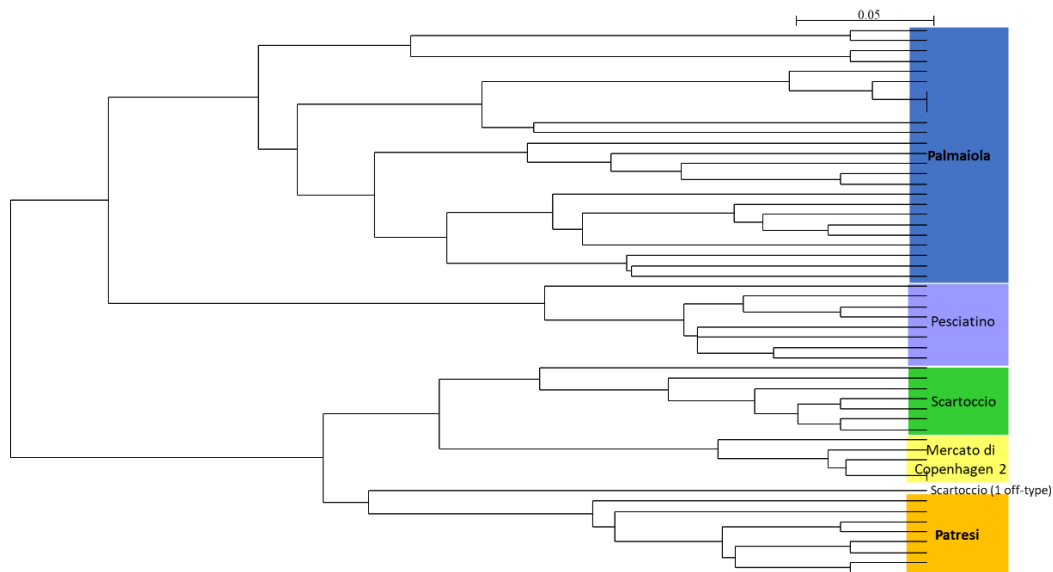 0.05
Palmaiola
Pesciatino
Scartoccio
Mercato di
Copenhagen 2
Scartoccio (1 off-type)
Patresi